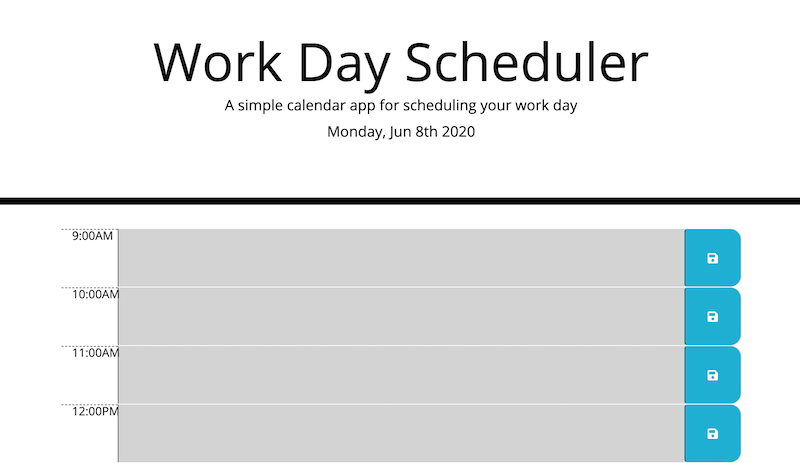 Work Day Scheduler
A simple calendar app for scheduling your work day
Monday, Jun 8th 2020
9:00AM
10:00AM
11:00AM
12:00PM